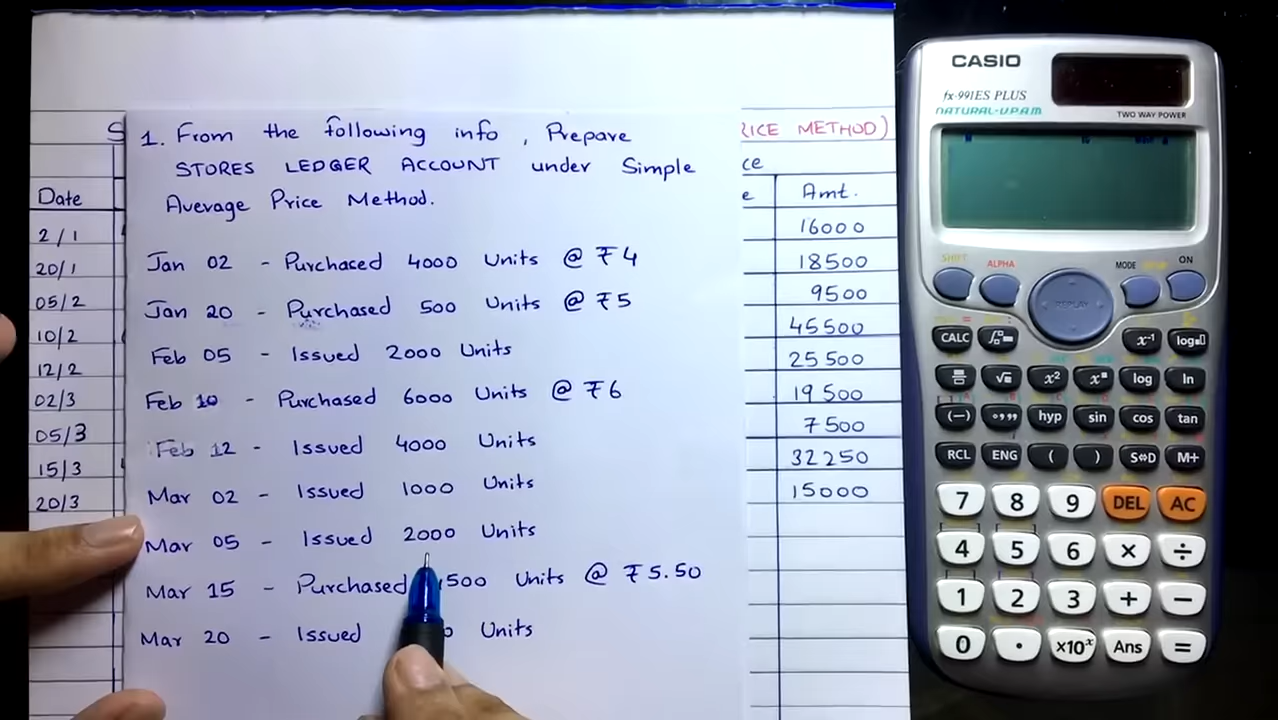 1. From the following info, Prepare
STORES LEDGER ACCOUNT under Simple
Average Price Method.
Jan 02 - Purchased 4000 Units @ ₹4
Jan 20 - Purchased 500 Units @ ₹5
Feb 05 - Issued 2000 Units
Feb 10 - Purchased 6000 Units @ ₹6
Feb 12 - Issued 4000 Units
Mar 02 - Issued 1000 Units
Mar 05 - Issued 2000 Units
Mar 15 - Purchased 500 Units @ ₹5.50
Mar 20 - Issued Units
S
Date
2/1
20/1
05/2
10/2
12/2
02/3
05/3
15/3
20/3
RICE METHOD)
ce
e Amt.
16000
18500
9500
45500
25500
19500
7500
32250
15000
CASIO
fx-991ES PLUS
NATURAL-V.P.A.M.
TWO WAY POWER
SHIFT ALPHA MODE SETUP ON
REPLAY
CALC x⁻¹ log
√ x² log ln
(−) hyp sin cos tan
RCL ENG ( ) S⇔D M+
7 8 9 DEL AC
4 5 6 × ÷
1 2 3 + −
0 . ×10ˣ Ans =